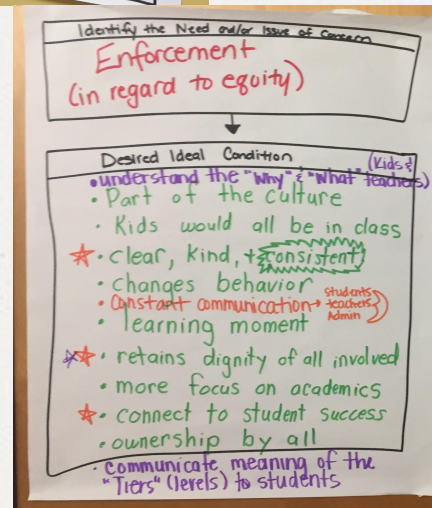 Identify the Need and/or Issue of Concern
Enforcement
(in regard to equity)
Desired Ideal Condition
(Kids &
• understand the "Why" & "What" teachers)
• Part of the culture
• Kids would all be in class
• clear, kind, + consistent
• changes behavior
• Constant communication → students teachers Admin
• learning moment
• retains dignity of all involved
• more focus on academics
• connect to student success
• ownership by all
• communicate meaning of the
"Tiers" (levels) to students